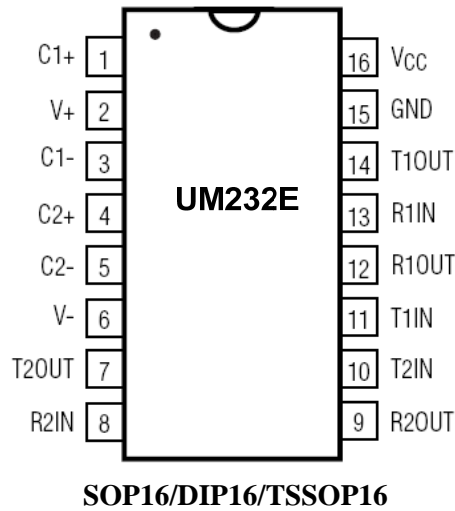 C1+ 1 16 VCC
V+ 2 15 GND
C1- 3 14 T1OUT
UM232E
C2+ 4 13 R1IN
C2- 5 12 R1OUT
V- 6 11 T1IN
T2OUT 7 10 T2IN
R2IN 8 9 R2OUT
SOP16/DIP16/TSSOP16